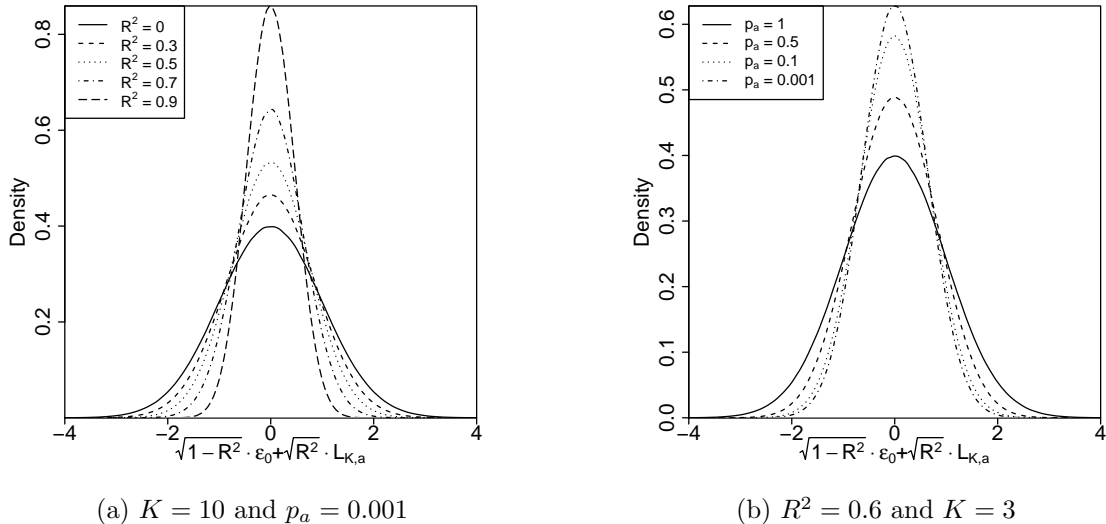 R² = 0
R² = 0.3
R² = 0.5
R² = 0.7
R² = 0.9
Density
0.2
0.4
0.6
0.8
−4
−2
0
2
4
√1 − R² · ε₀+√R² · L_K,a
(a) K = 10 and p_a = 0.001
p_a = 1
p_a = 0.5
p_a = 0.1
p_a = 0.001
Density
0.0
0.1
0.2
0.3
0.4
0.5
0.6
−4
−2
0
2
4
√1 − R² · ε₀+√R² · L_K,a
(b) R² = 0.6 and K = 3